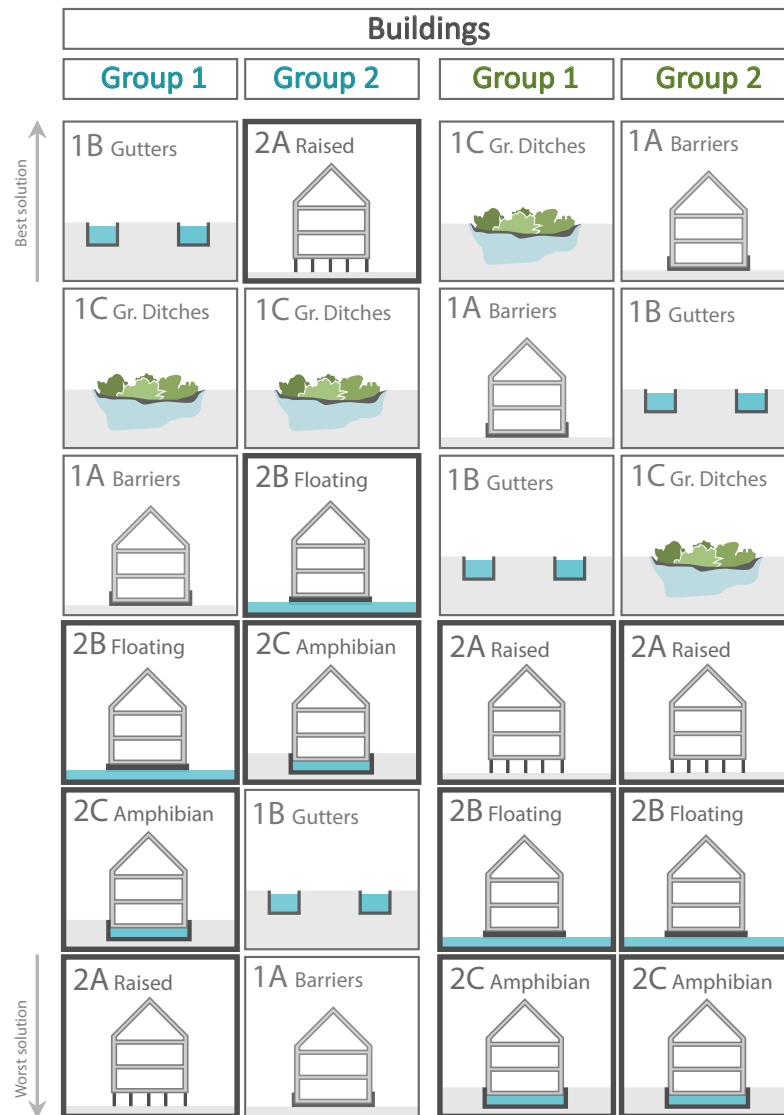 Buildings
Group 1 Group 2 Group 1 Group 2
Best solution
1B Gutters 2A Raised 1C Gr. Ditches 1A Barriers
1C Gr. Ditches 1C Gr. Ditches 1A Barriers 1B Gutters
1A Barriers 2B Floating 1B Gutters 1C Gr. Ditches
2B Floating 2C Amphibian 2A Raised 2A Raised
2C Amphibian 1B Gutters 2B Floating 2B Floating
Worst solution
2A Raised 1A Barriers 2C Amphibian 2C Amphibian